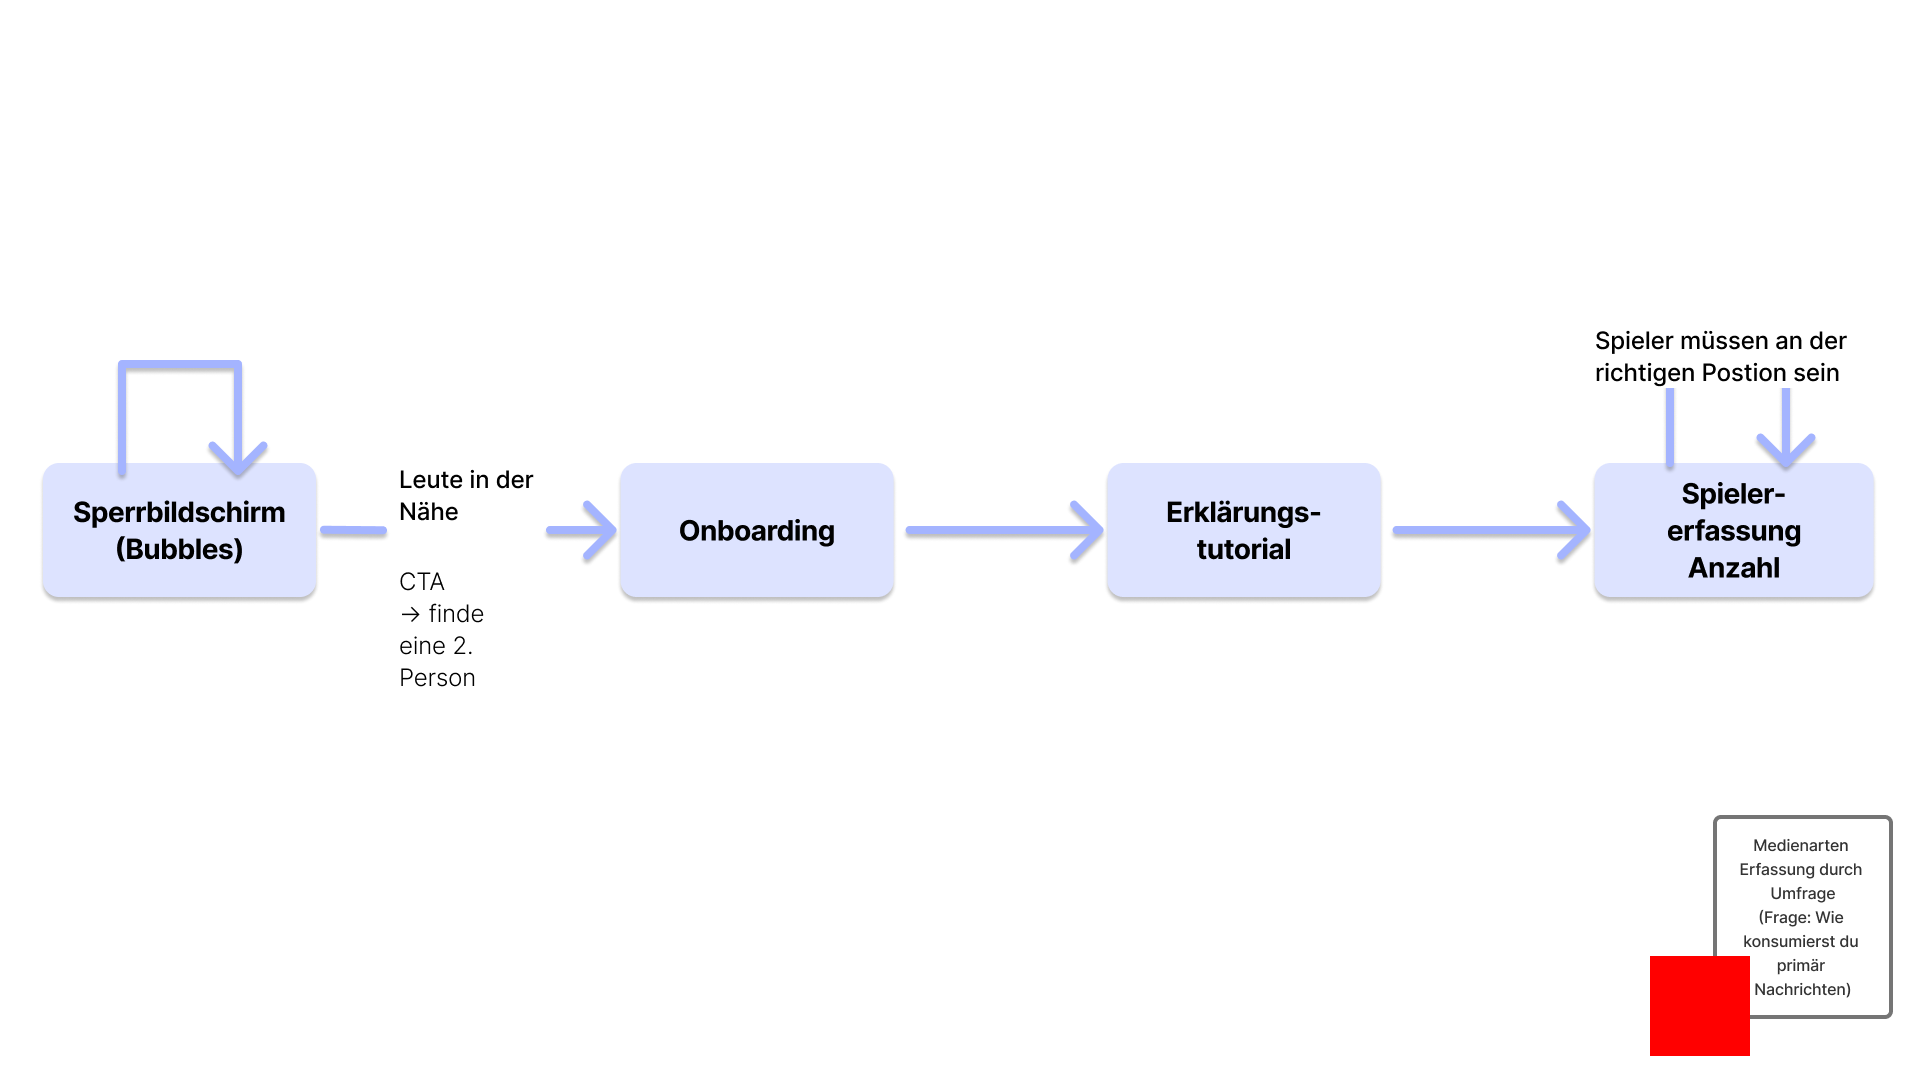 Sperrbildschirm
(Bubbles)
Leute in der
Nähe
CTA
→ finde
eine 2.
Person
Onboarding
Erklärungs-
tutorial
Spieler müssen an der
richtigen Postion sein
Spieler-
erfassung
Anzahl
Medienarten
Erfassung durch
Umfrage
(Frage: Wie
konsumierst du
primär
Nachrichten)